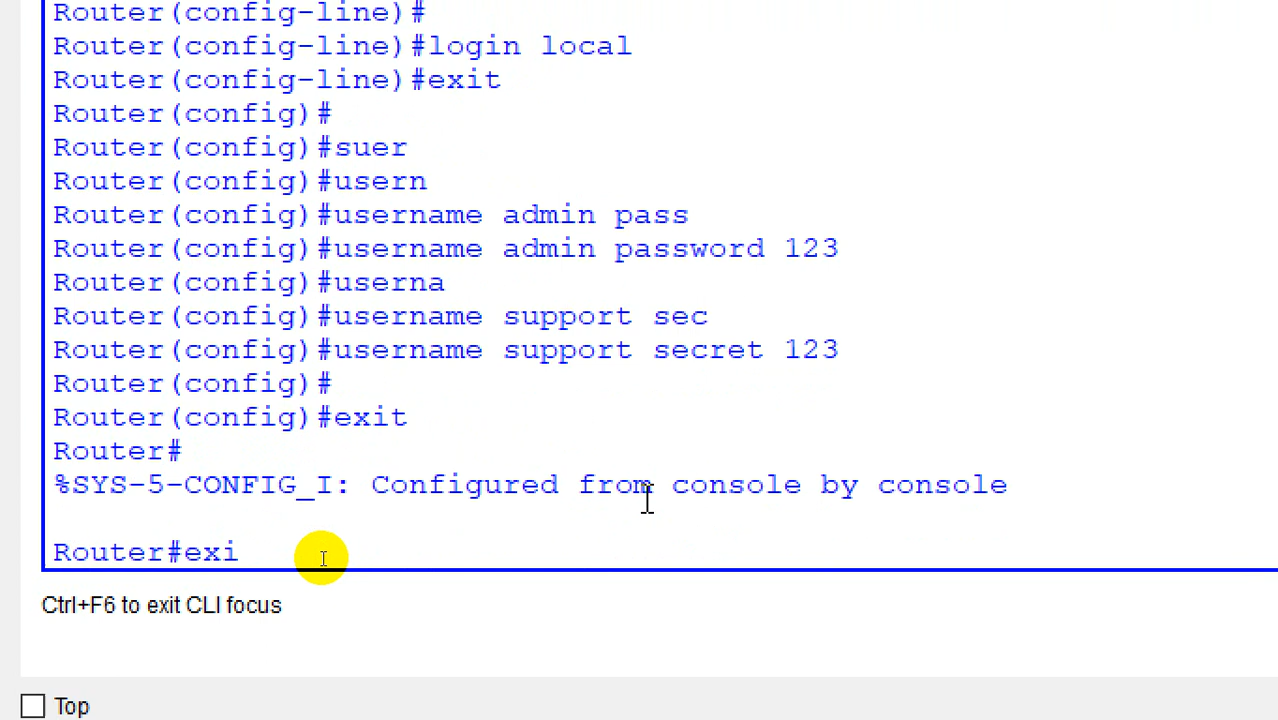 Router(config-line)#
Router(config-line)#login local
Router(config-line)#exit
Router(config)#
Router(config)#suer
Router(config)#usern
Router(config)#username admin pass
Router(config)#username admin password 123
Router(config)#userna
Router(config)#username support sec
Router(config)#username support secret 123
Router(config)#
Router(config)#exit
Router#
%SYS-5-CONFIG_I: Configured from console by console
Router#exi
Ctrl+F6 to exit CLI focus
Top